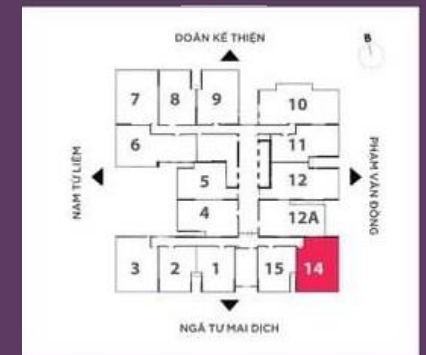 DOÃN KẾ THIỆN
B
7 8 9 10
6 11
5 12
4 12A
3 2 1 15 14
NAM TỪ LIÊM
PHẠM VĂN ĐỒNG
NGÃ TƯ MAI DỊCH